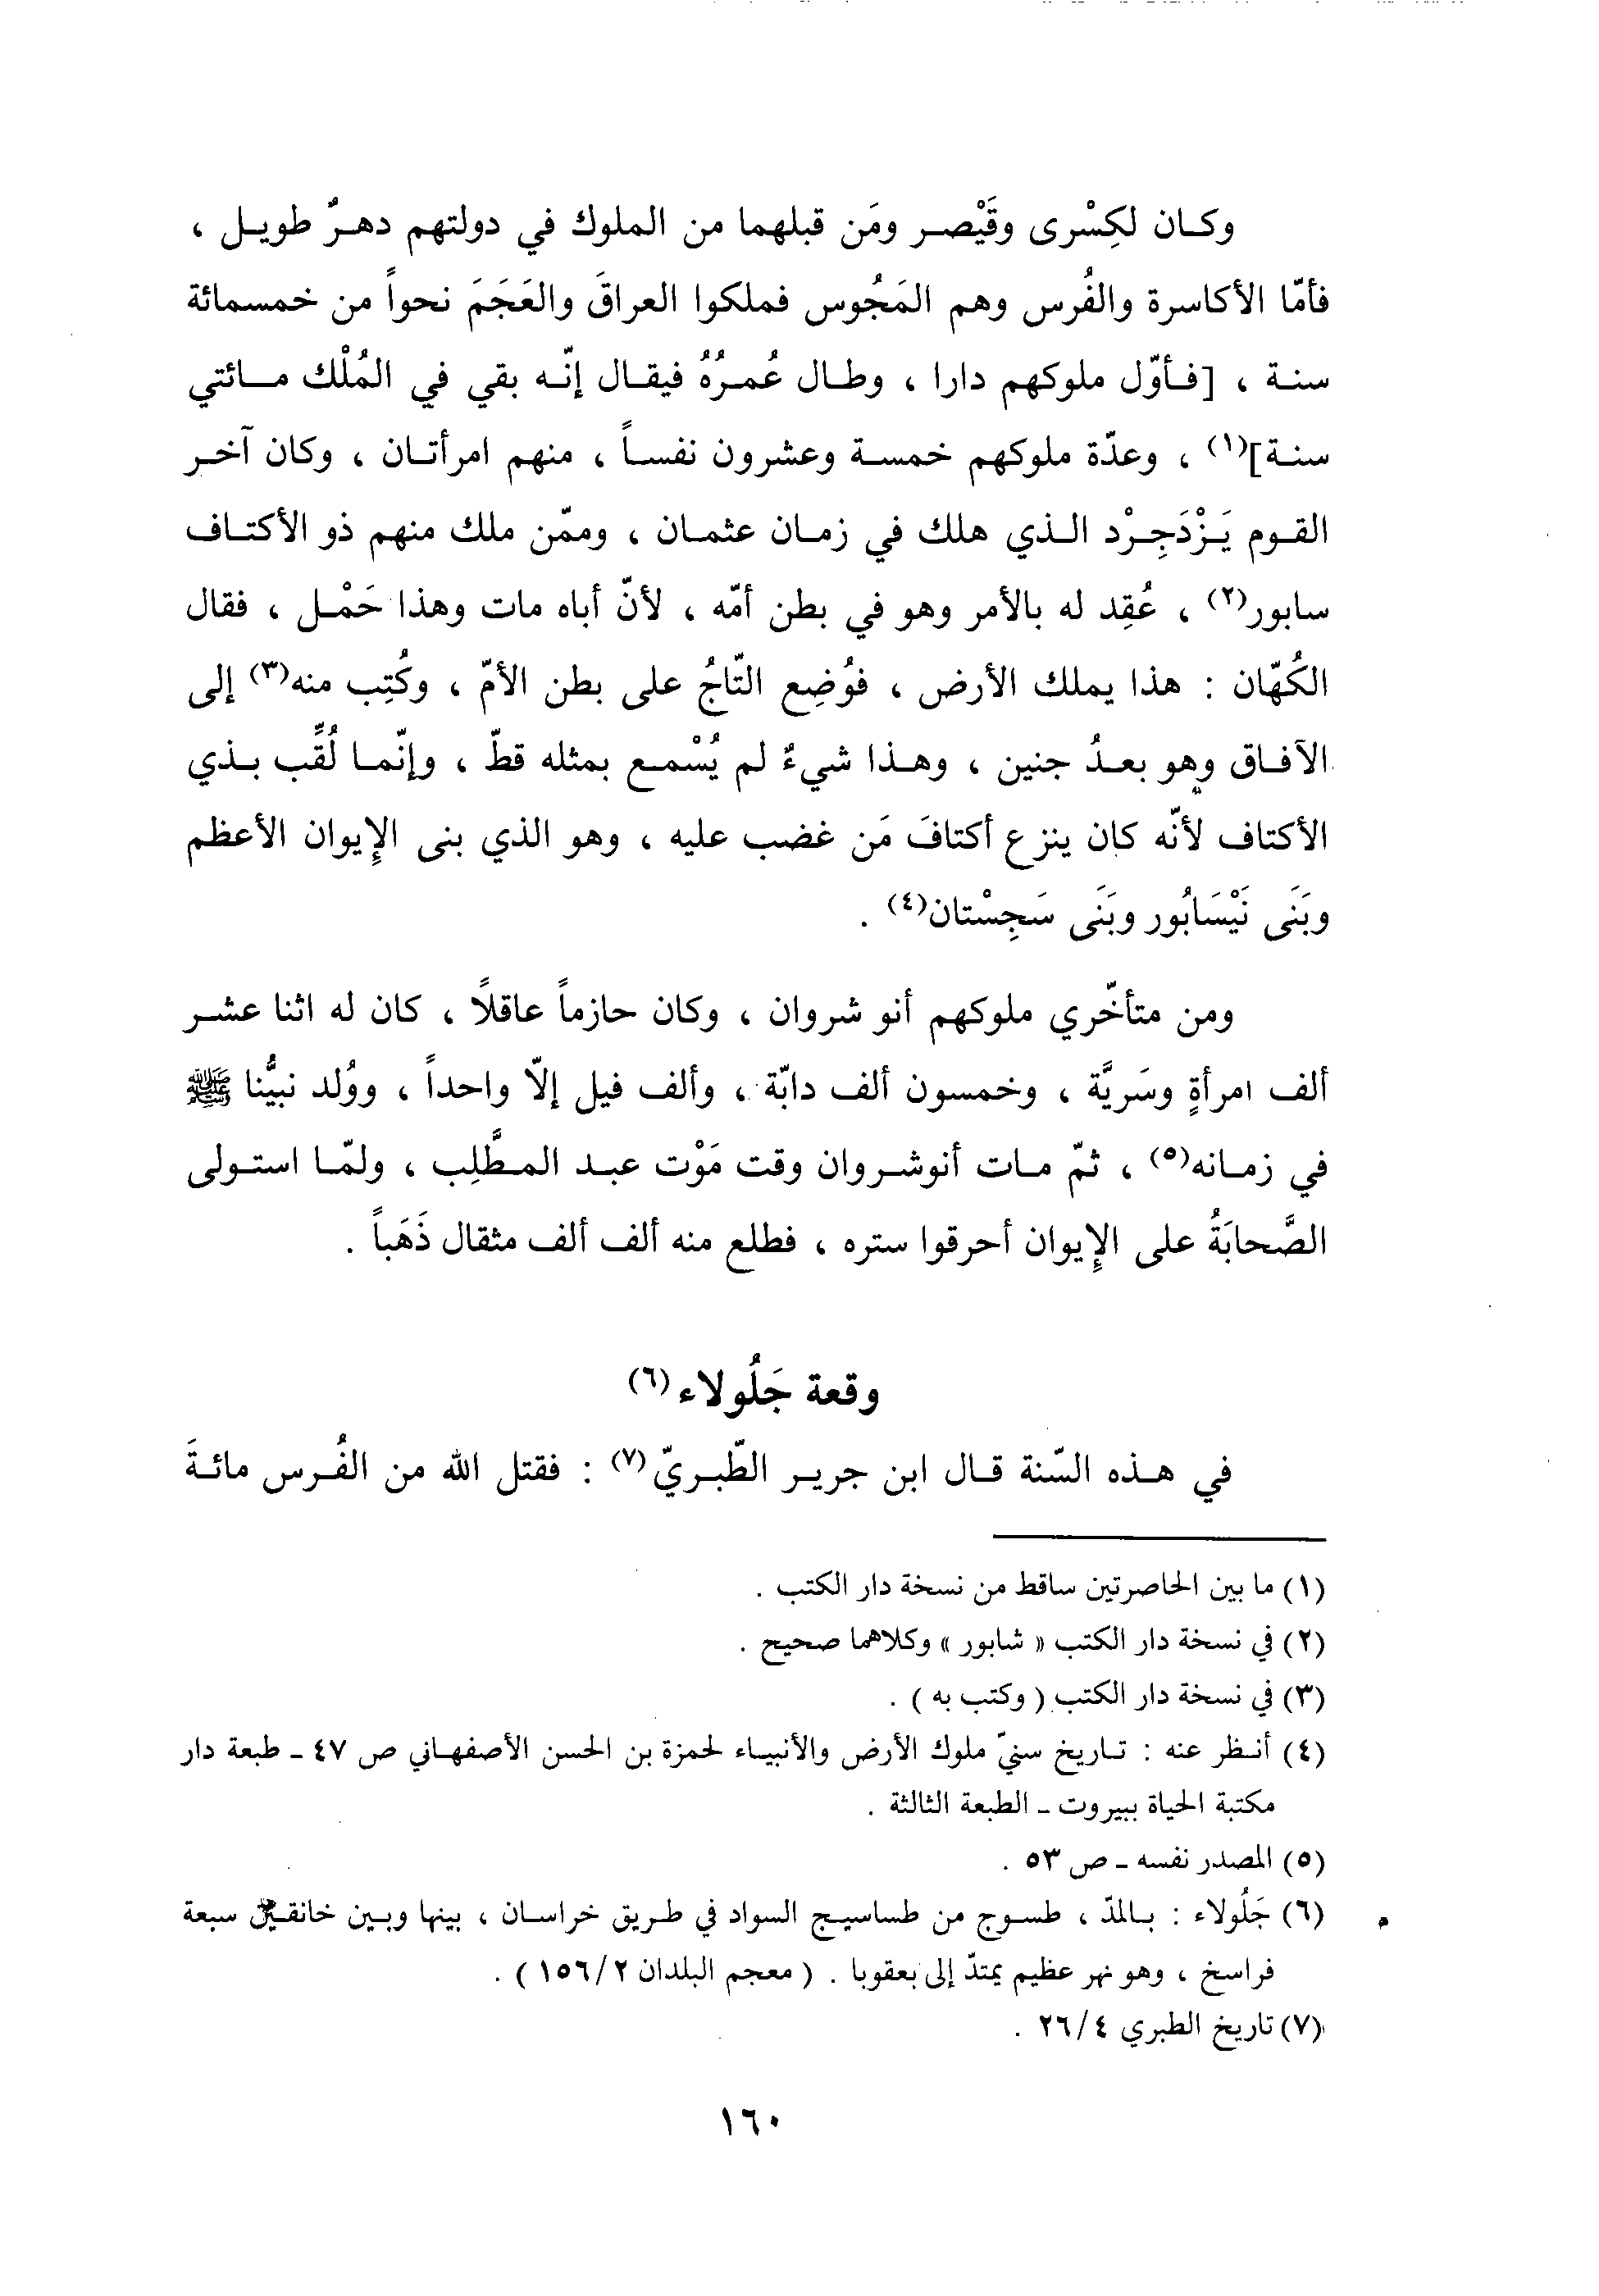 وكان لكِسْرى وقَيْصر ومَن قبلهما من الملوك في دولتهم دهرٌ طويل ،
فأمّا الأكاسرة والفُرس وهم المَجُوس فملكوا العراقَ والعَجَمَ نحواً من خمسمائة
سنة ، [فأوّل ملوكهم دارا ، وطال عُمرُهُ فيقال إنّه بقي في المُلْك مائتي
سنة](١) ، وعدّة ملوكهم خمسة وعشرون نفساً ، منهم امرأتان ، وكان آخر
القوم يَزْدَجِرْد الذي هلك في زمان عثمان ، وممّن ملك منهم ذو الأكتاف
سابور(٢) ، عُقِد له بالأمر وهو في بطن أمّه ، لأنّ أباه مات وهذا حَمْل ، فقال
الكُهّان : هذا يملك الأرض ، فوُضِع التّاجُ على بطن الأمّ ، وكُتِب منه(٣) إلى
الآفاق وهو بعدُ جنين ، وهذا شيءٌ لم يُسْمع بمثله قطّ ، وإنّما لُقِّب بذي
الأكتاف لأنّه كان ينزع أكتافَ مَن غضب عليه ، وهو الذي بنى الإيوان الأعظم
وبَنَى نَيْسَابُور وبَنَى سَجِسْتان(٤) .
ومن متأخّري ملوكهم أنو شروان ، وكان حازماً عاقلاً ، كان له اثنا عشر
ألف امرأةٍ وسَريَّة ، وخمسون ألف دابّة ، وألف فيل إلاّ واحداً ، ووُلد نبيُّنا ﷺ
في زمانه(٥) ، ثمّ مات أنوشروان وقت مَوْت عبد المطَّلِب ، ولمّا استولى
الصَّحابَةُ على الإيوان أحرقوا ستره ، فطلع منه ألف ألف مثقال ذَهَباً .
وقعة جَلُولاء (٦)
في هذه السّنة قال ابن جرير الطّبريّ(٧) : فقتل الله من الفُرس مائةَ
(١) ما بين الحاصرتين ساقط من نسخة دار الكتب .
(٢) في نسخة دار الكتب « شابور » وكلاهما صحيح .
(٣) في نسخة دار الكتب ( وكتب به ) .
(٤) أنظر عنه : تاريخ سنيّ ملوك الأرض والأنبياء لحمزة بن الحسن الأصفهاني ص ٤٧ ـ طبعة دار
مكتبة الحياة ببيروت ـ الطبعة الثالثة .
(٥) المصدر نفسه ـ ص ٥٣ .
(٦) جَلُولاء : بالمدّ ، طسوج من طساسيج السواد في طريق خراسان ، بينها وبين خانقين سبعة
فراسخ ، وهو نهر عظيم يمتدّ إلى بعقوبا . ( معجم البلدان ٢/١٥٦ ) .
(٧) تاريخ الطبري ٤/٢٦ .
١٦٠